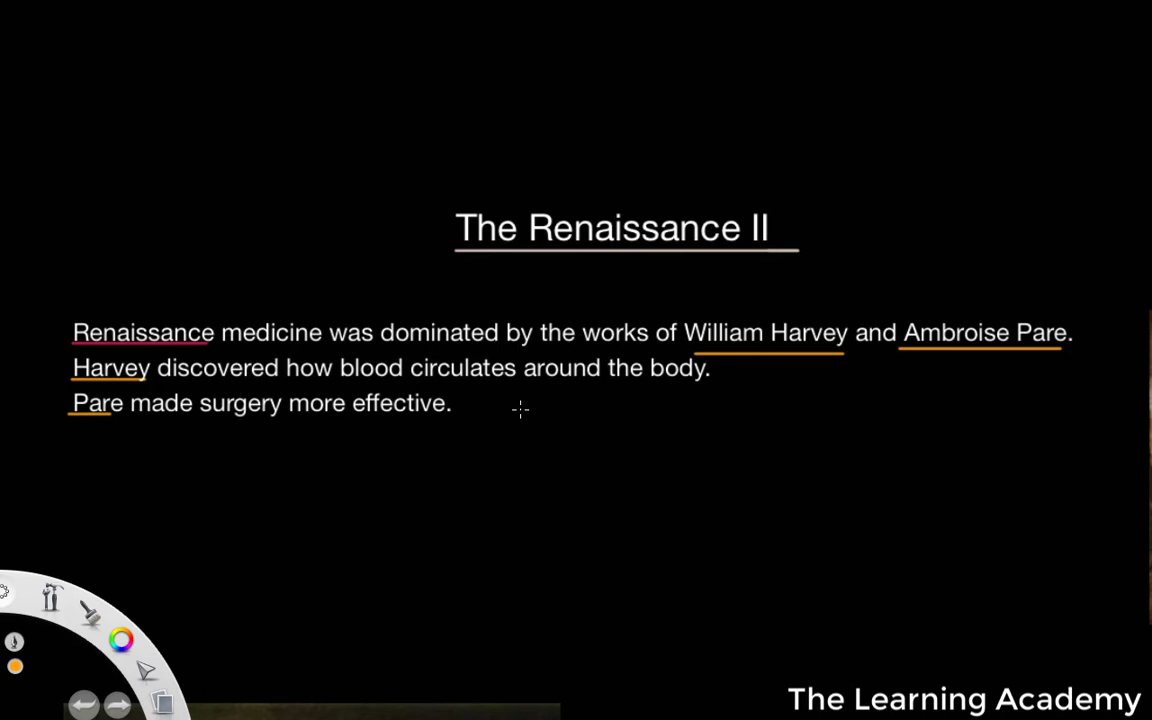 The Renaissance II
Renaissance medicine was dominated by the works of William Harvey and Ambroise Pare.
Harvey discovered how blood circulates around the body.
Pare made surgery more effective.
The Learning Academy